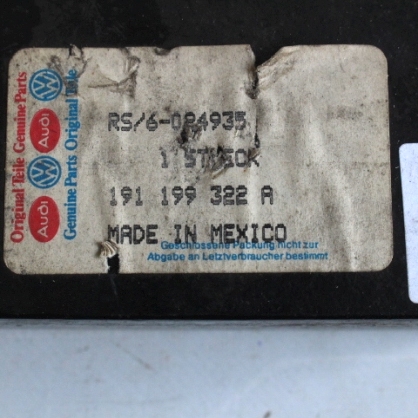 Original Teile Genuine Parts
Audi
Audi
Genuine Parts Original Teile
RS/6-024935
1 STUECK
191 199 322 A
MADE IN MEXICO
Geschlossene Packung nicht zur
Abgabe an Letztverbraucher bestimmt